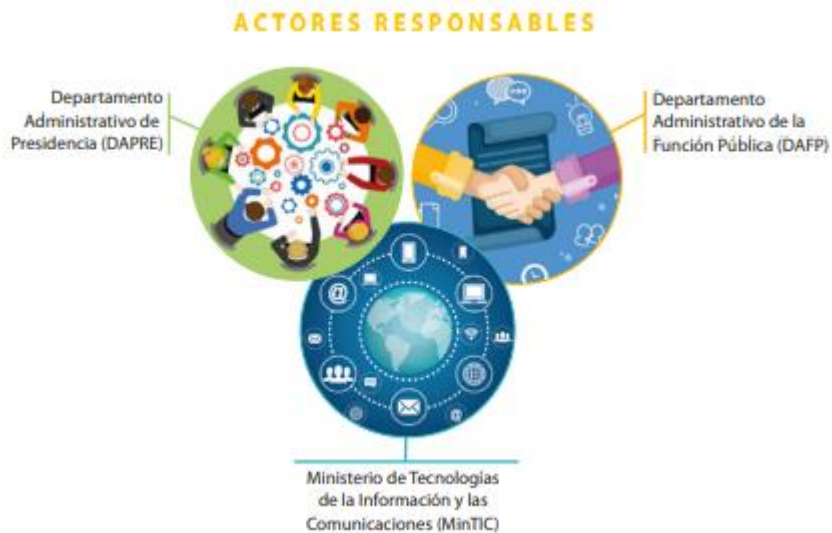 ACTORES RESPONSABLES
Departamento
Administrativo de
Presidencia (DAPRE)
Departamento
Administrativo de la
Función Pública (DAFP)
@
@
Ministerio de Tecnologías
de la Información y las
Comunicaciones (MinTIC)